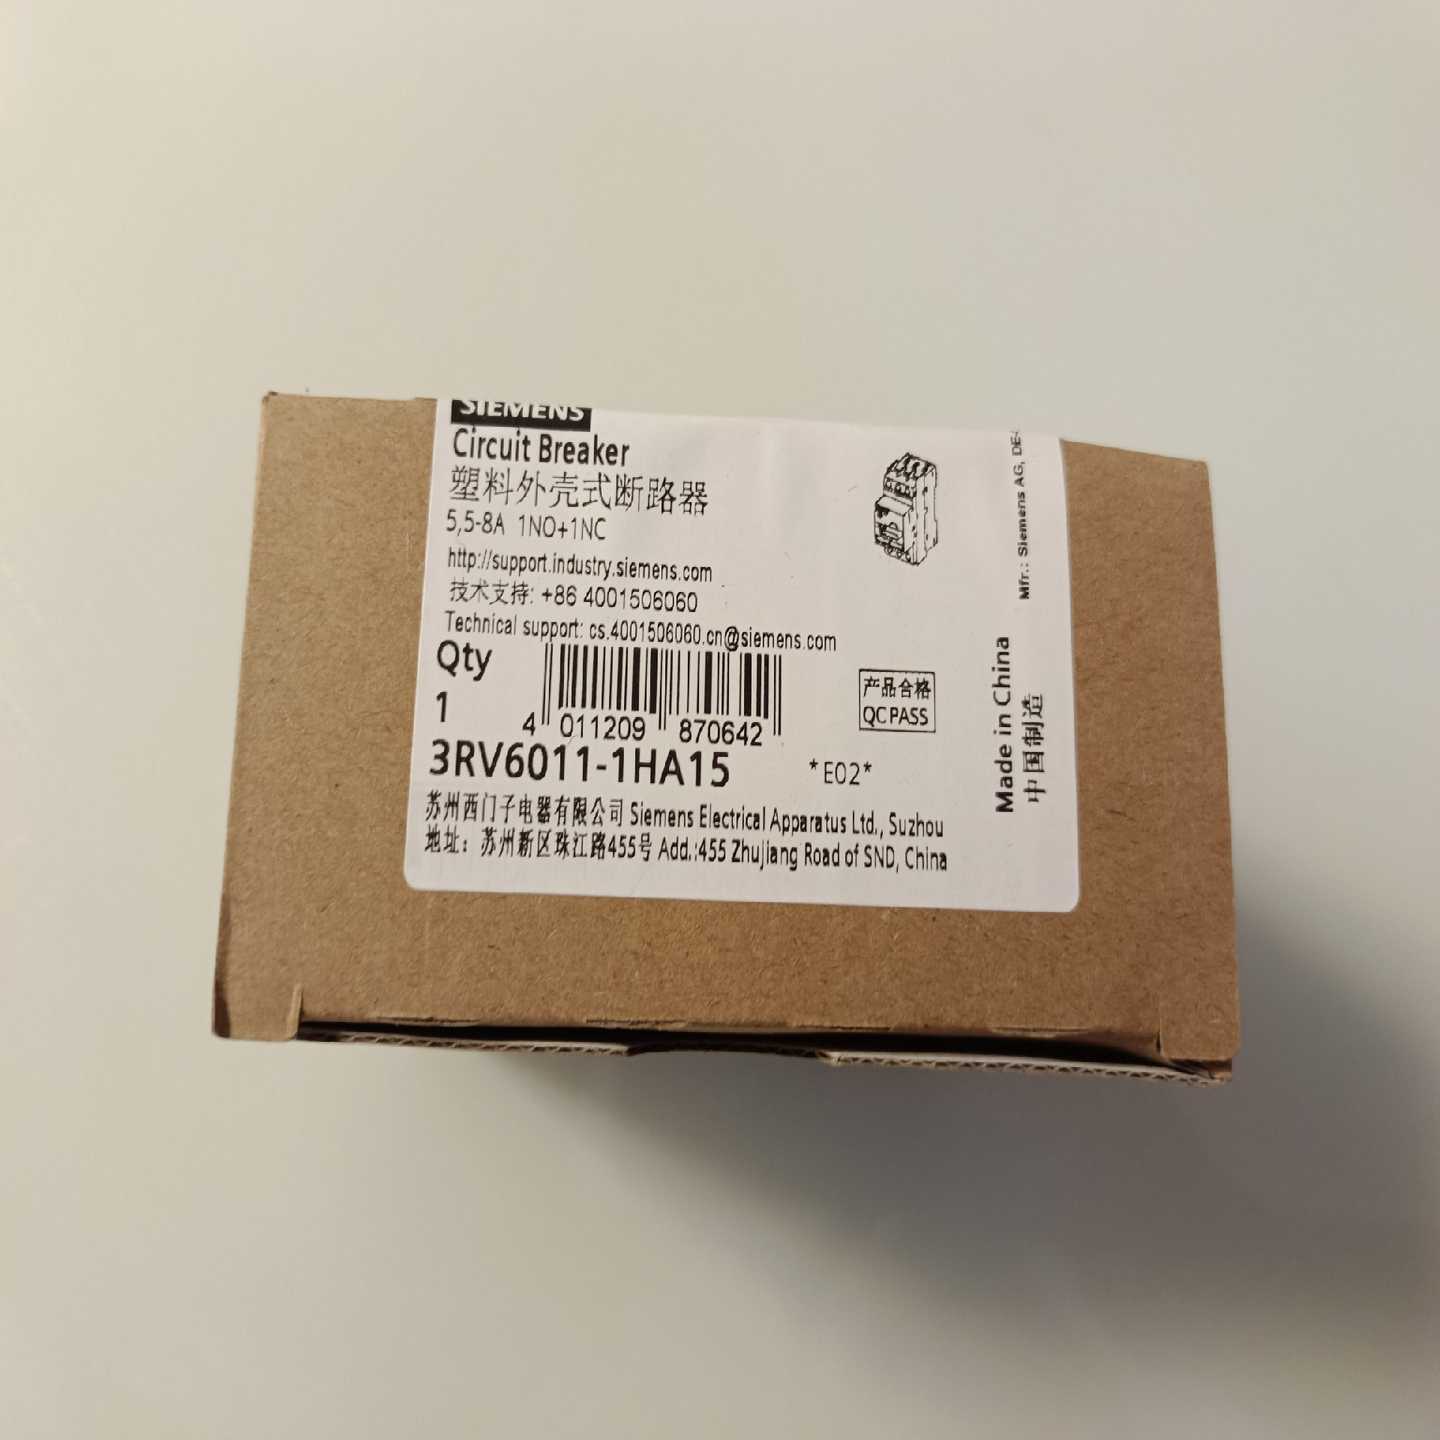 SIEMENS
Circuit Breaker
塑料外壳式断路器
5,5-8A 1NO+1NC
http://support.industry.siemens.com
技术支持: +86 4001506060
Technical support: cs.4001506060.cn@siemens.com
Qty
1
4 011209 870642
3RV6011-1HA15
*E02*
苏州西门子电器有限公司 Siemens Electrical Apparatus Ltd., Suzhou
地址: 苏州新区珠江路455号 Add.:455 Zhujiang Road of SND, China
产品合格
QC PASS
Made in China
中国制造
Mfr.: Siemens AG, DE-